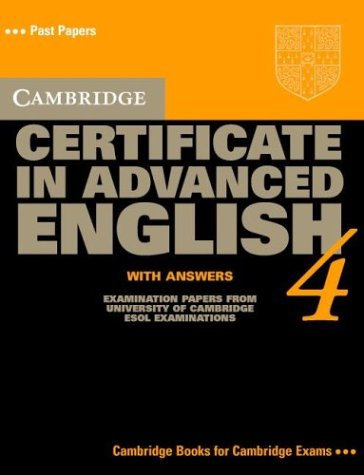 ••• Past Papers
CAMBRIDGE
CERTIFICATE
IN ADVANCED
ENGLISH
4
WITH ANSWERS
EXAMINATION PAPERS FROM
UNIVERSITY OF CAMBRIDGE
ESOL EXAMINATIONS
Cambridge Books for Cambridge Exams •••